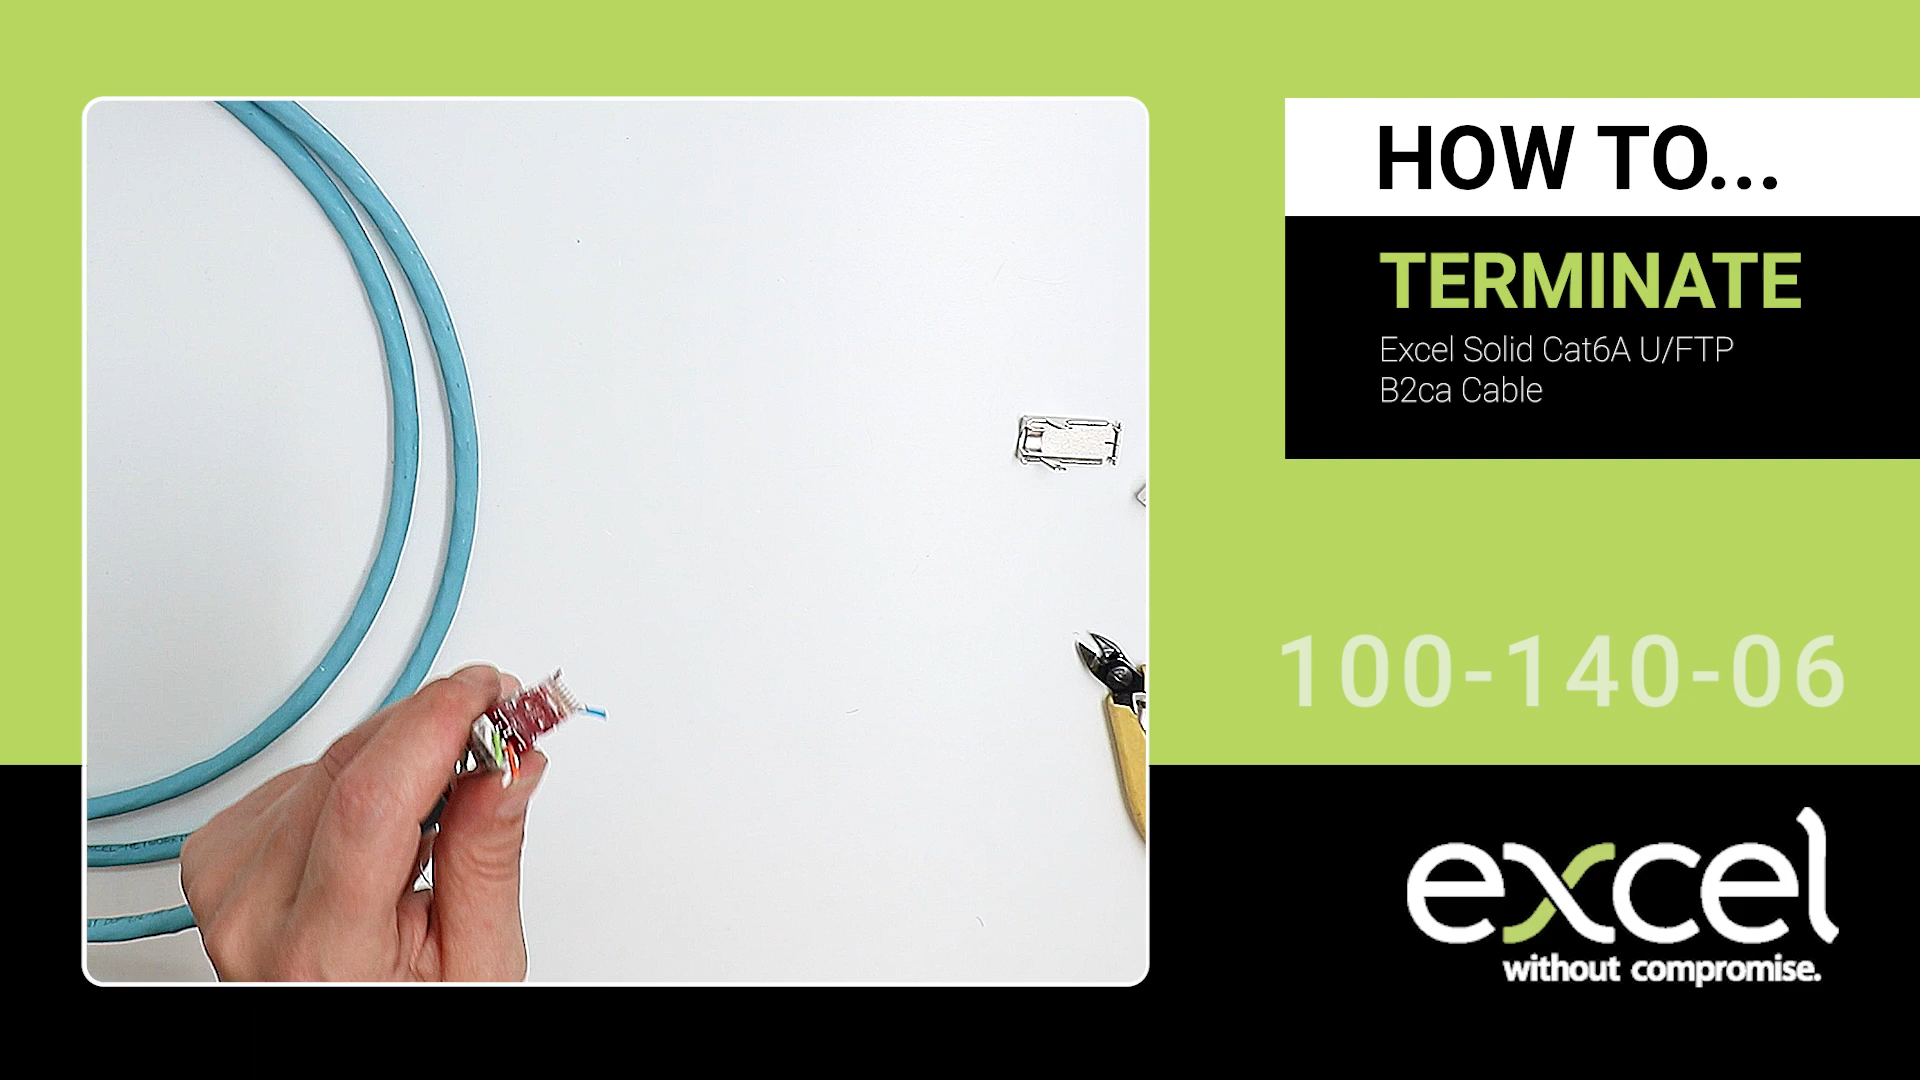 HOW TO...
TERMINATE
Excel Solid Cat6A U/FTP
B2ca Cable
100-140-06
excel
without compromise.